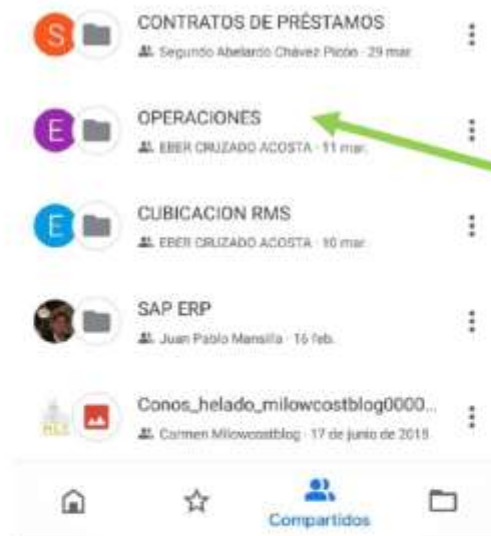 S
CONTRATOS DE PRÉSTAMOS
Segundo Abelardo Chávez Picón · 29 mar.
E
OPERACIONES
EBER CRUZADO ACOSTA · 11 mar.
E
CUBICACION RMS
EBER CRUZADO ACOSTA · 10 mar.
SAP ERP
Juan Pablo Mansilla · 16 feb.
Conos_helado_milowcostblog0000...
Carmen Milowcostblog · 17 de junio de 2018
Compartidos